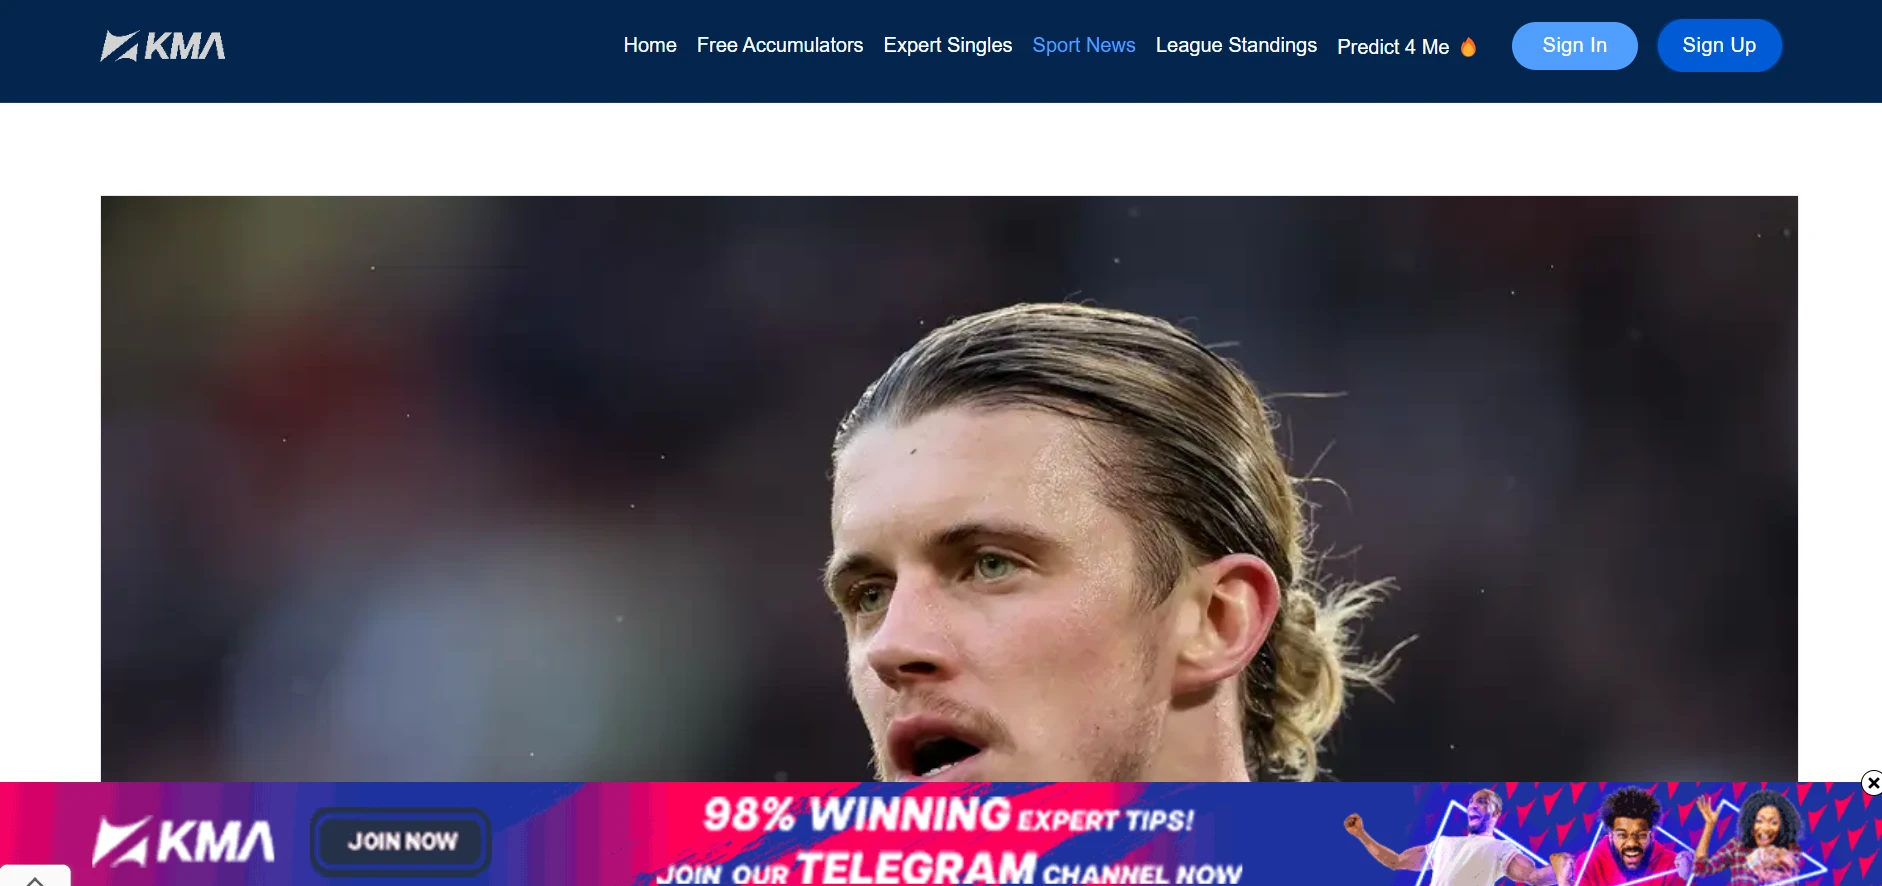 KMA
Home Free Accumulators Expert Singles Sport News League Standings Predict 4 Me Sign In Sign Up
KMA
JOIN NOW
98% WINNING EXPERT TIPS!
JOIN OUR TELEGRAM CHANNEL NOW